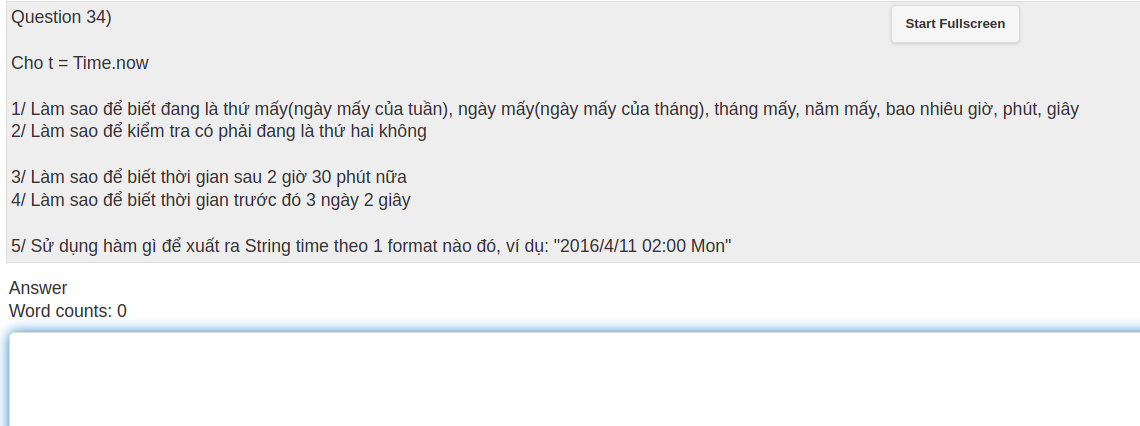 Question 34)
Start Fullscreen
Cho t = Time.now
1/ Làm sao để biết đang là thứ mấy(ngày mấy của tuần), ngày mấy(ngày mấy của tháng), tháng mấy, năm mấy, bao nhiêu giờ, phút, giây
2/ Làm sao để kiểm tra có phải đang là thứ hai không
3/ Làm sao để biết thời gian sau 2 giờ 30 phút nữa
4/ Làm sao để biết thời gian trước đó 3 ngày 2 giây
5/ Sử dụng hàm gì để xuất ra String time theo 1 format nào đó, ví dụ: "2016/4/11 02:00 Mon"
Answer
Word counts: 0